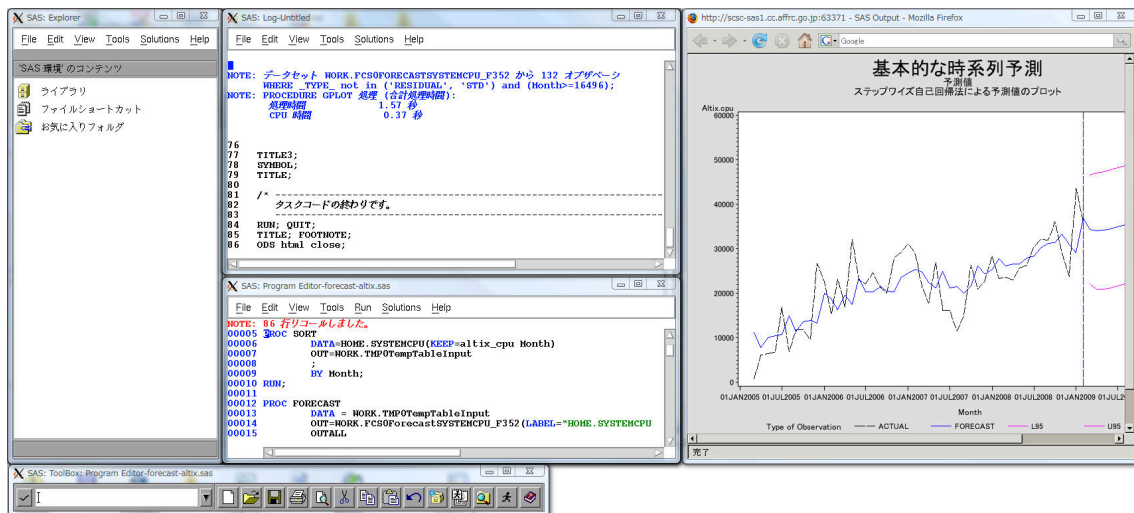 SAS: Explorer
File Edit View Tools Solutions Help
'SAS 環境' のコンテンツ
ライブラリ
ファイルショートカット
お気に入りフォルダ
SAS: Log-Untitled
File Edit View Tools Solutions Help
NOTE: データセット WORK.FCS0FORECASTSYSTEMCPU_F352 から 132 オブザベーシ
WHERE _TYPE_ not in ('RESIDUAL', 'STD') and (Month>=16496);
NOTE: PROCEDURE GPLOT 処理 (合計処理時間):
処理時間 1.57 秒
CPU 時間 0.37 秒
76
77 TITLE3;
78 SYMBOL;
79 TITLE;
80
81 /* -------------------------------------------------------
82 タスクコードの終わりです。
83 -------------------------------------------------------
84 RUN; QUIT;
85 TITLE; FOOTNOTE;
86 ODS html close;
SAS: Program Editor-forecast-altix.sas
File Edit View Tools Run Solutions Help
NOTE: 86 行リコールしました。
00005 PROC SORT
00006 DATA=HOME.SYSTEMCPU(KEEP=altix_cpu Month)
00007 OUT=WORK.TMP0TempTableInput
00008 ;
00009 BY Month;
00010 RUN;
00011
00012 PROC FORECAST
00013 DATA = WORK.TMP0TempTableInput
00014 OUT=WORK.FCS0ForecastSYSTEMCPU_F352(LABEL="HOME.SYSTEMCPU
00015 OUTALL
SAS: ToolBox: Program Editor-forecast-altix.sas
http://scsc-sas1.cc.affrc.go.jp:63371 - SAS Output - Mozilla Firefox
Google
基本的な時系列予測
予測値
ステップワイズ自己回帰法による予測値のプロット
Altix.cpu
60000
50000
40000
30000
20000
10000
0
01JAN2005 01JUL2005 01JAN2006 01JUL2006 01JAN2007 01JUL2007 01JAN2008 01JUL2008 01JAN2009 01JUL20
Month
Type of Observation ACTUAL FORECAST L95 U95
完了